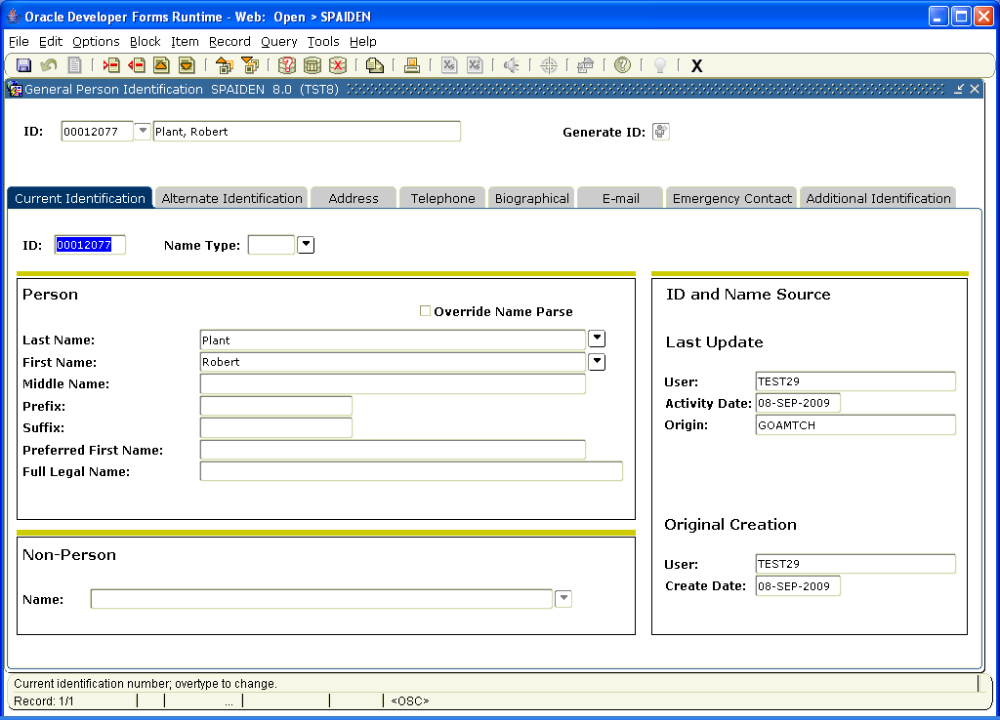 Oracle Developer Forms Runtime - Web: Open > SPAIDEN
File Edit Options Block Item Record Query Tools Help
X
General Person Identification SPAIDEN 8.0 (TST8)
ID: 00012077 Plant, Robert Generate ID:
Current Identification Alternate Identification Address Telephone Biographical E-mail Emergency Contact Additional Identification
ID: 00012077 Name Type:
Person
Override Name Parse
Last Name: Plant
First Name: Robert
Middle Name:
Prefix:
Suffix:
Preferred First Name:
Full Legal Name:
Non-Person
Name:
ID and Name Source
Last Update
User: TEST29
Activity Date: 08-SEP-2009
Origin: GOAMTCH
Original Creation
User: TEST29
Create Date: 08-SEP-2009
Current identification number; overtype to change.
Record: 1/1 ... <OSC>